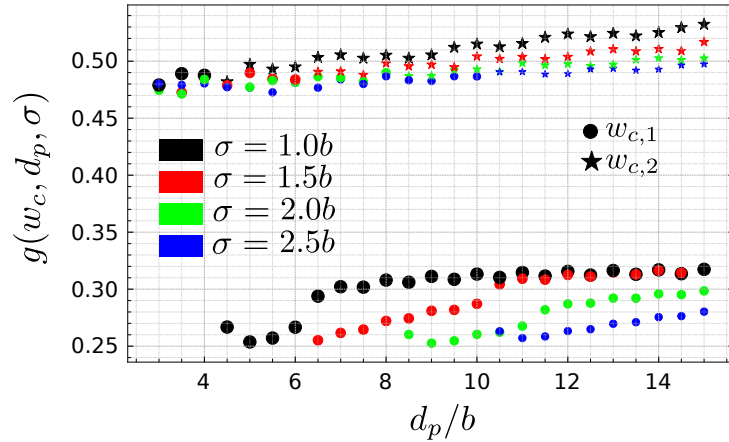 g(w_c, d_p, σ)
0.50
0.45
0.40
0.35
0.30
0.25
σ = 1.0b
σ = 1.5b
σ = 2.0b
σ = 2.5b
w_{c,1}
w_{c,2}
4 6 8 10 12 14
d_p/b